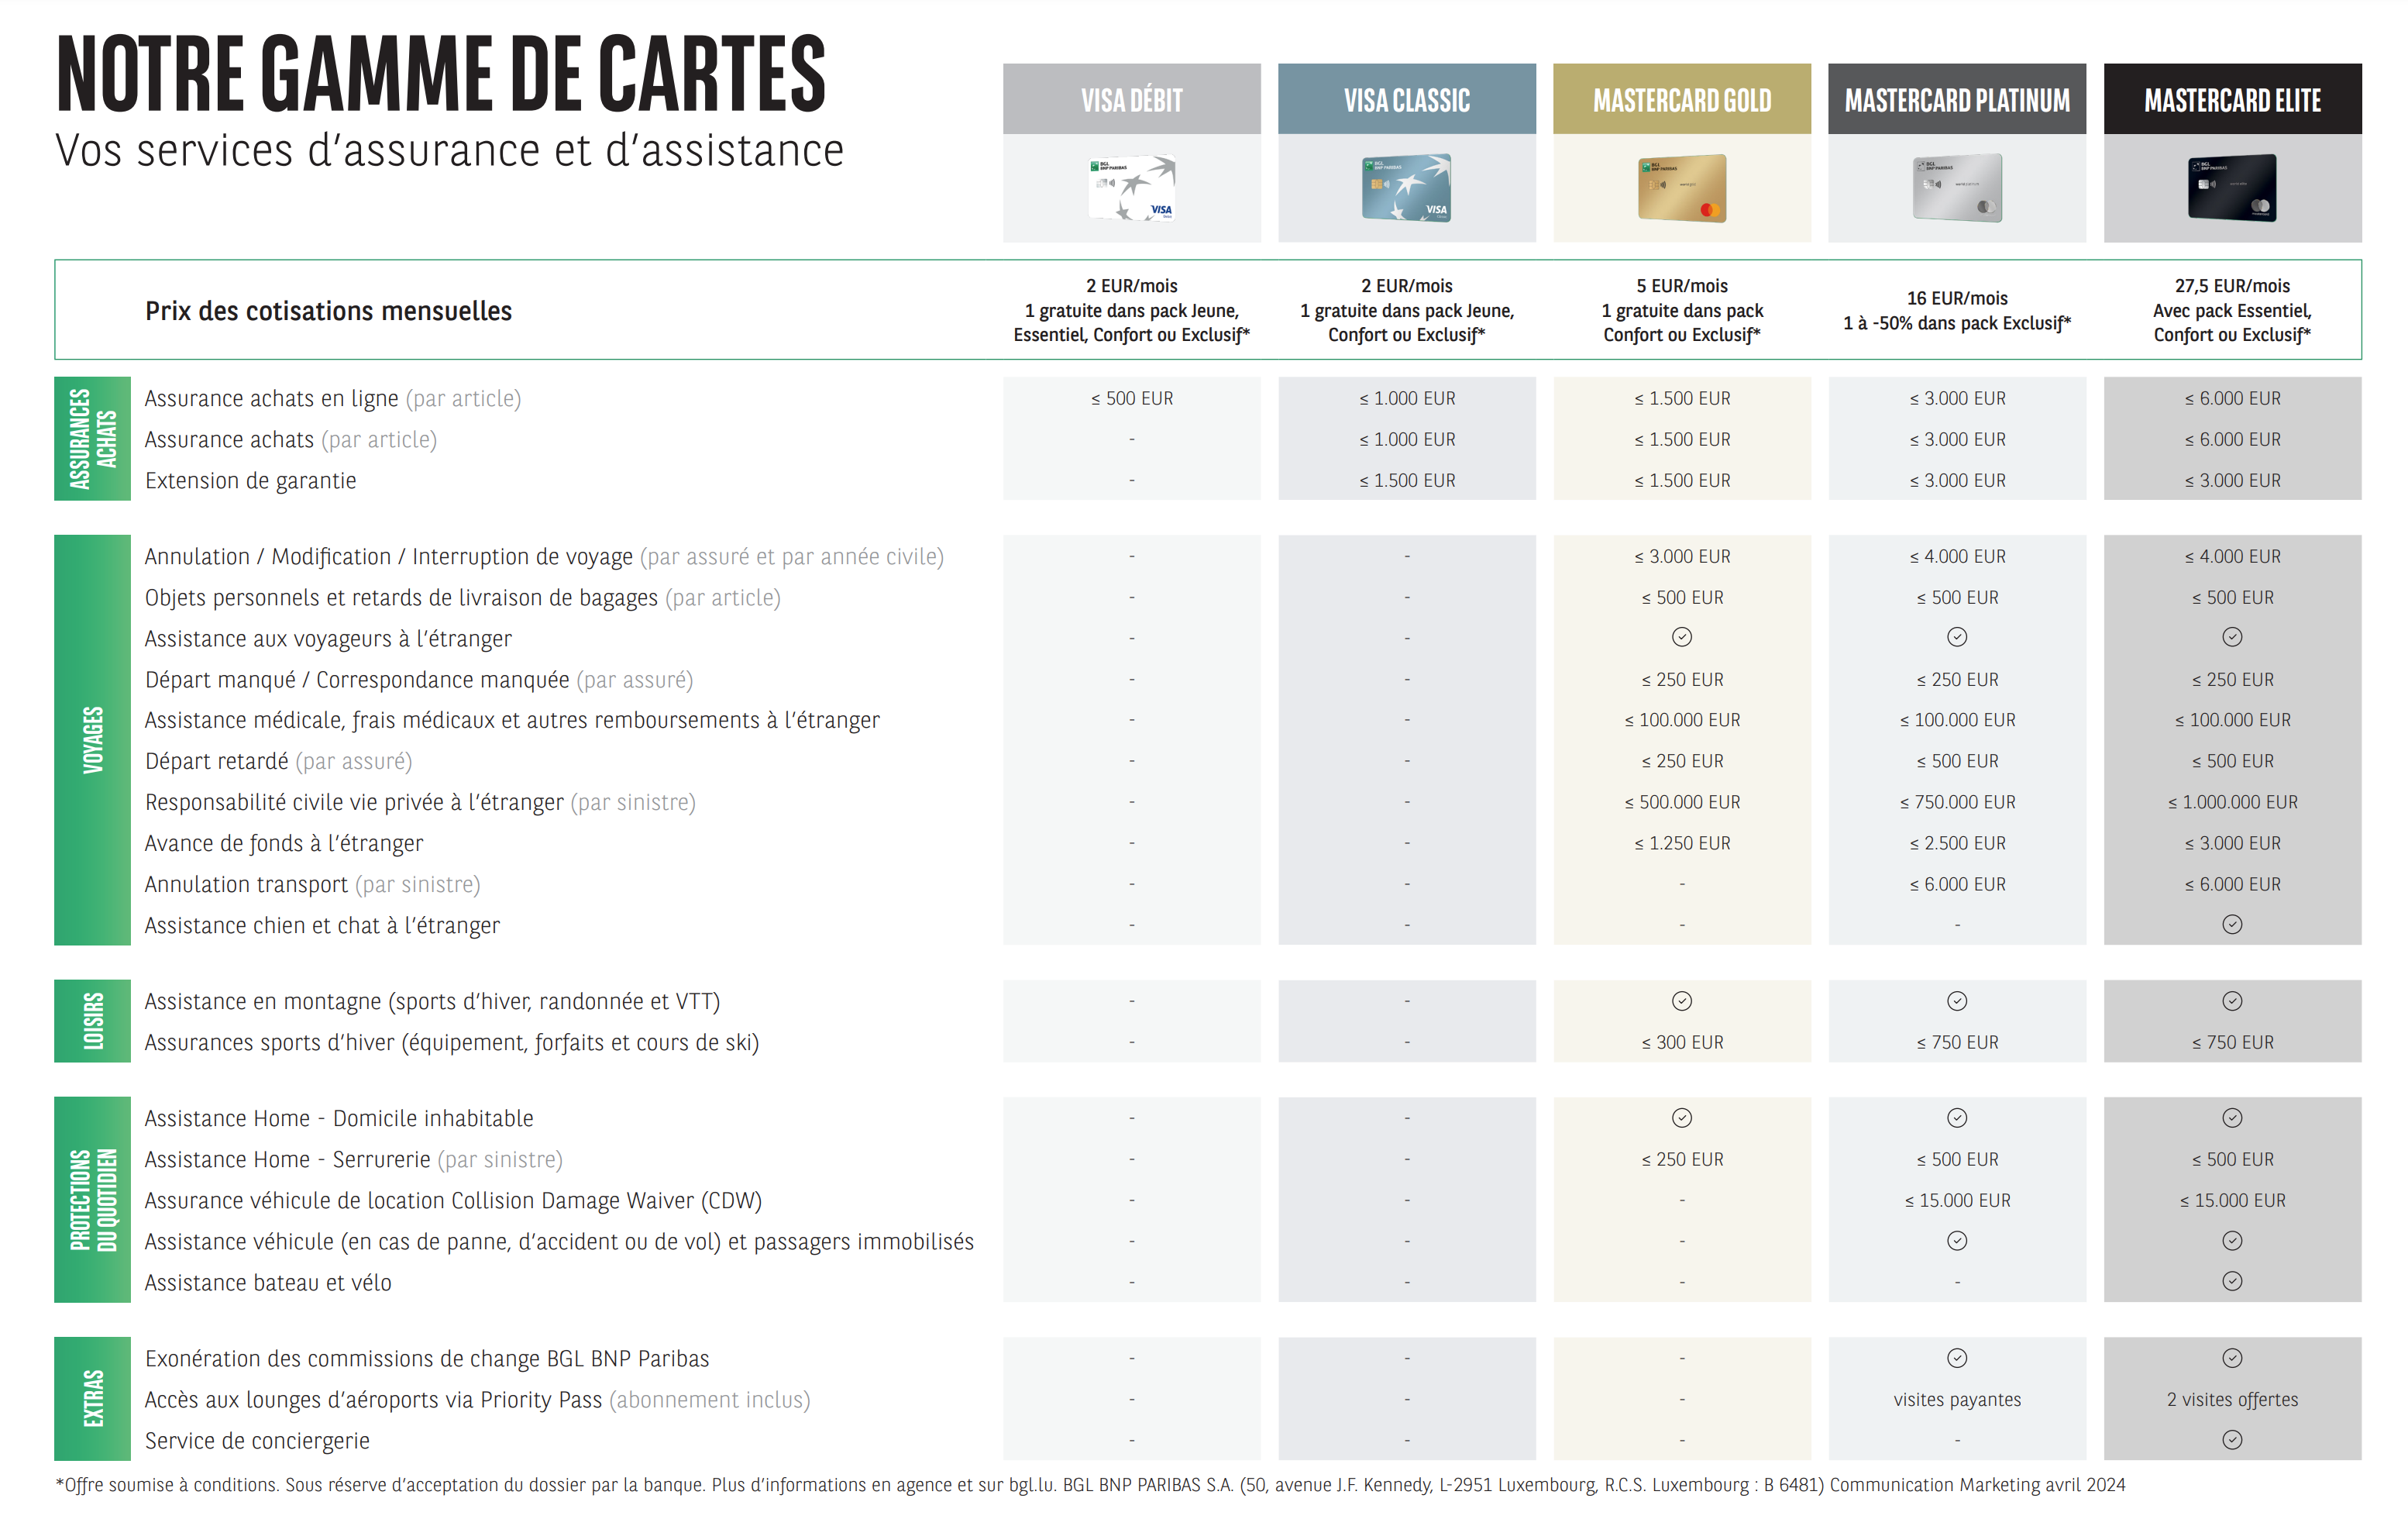 NOTRE GAMME DE CARTES
Vos services d'assurance et d'assistance
VISA DÉBIT VISA CLASSIC MASTERCARD GOLD MASTERCARD PLATINUM MASTERCARD ELITE
BGL BNP PARIBAS VISA BGL BNP PARIBAS VISA BGL BNP PARIBAS BGL BNP PARIBAS BGL BNP PARIBAS
Prix des cotisations mensuelles
2 EUR/mois
1 gratuite dans pack Jeune,
Essentiel, Confort ou Exclusif*
2 EUR/mois
1 gratuite dans pack Jeune,
Confort ou Exclusif*
5 EUR/mois
1 gratuite dans pack
Confort ou Exclusif*
16 EUR/mois
1 à -50% dans pack Exclusif*
27,5 EUR/mois
Avec pack Essentiel,
Confort ou Exclusif*
ASSURANCES
ACHATS
Assurance achats en ligne (par article) ≤ 500 EUR ≤ 1.000 EUR ≤ 1.500 EUR ≤ 3.000 EUR ≤ 6.000 EUR
Assurance achats (par article) - ≤ 1.000 EUR ≤ 1.500 EUR ≤ 3.000 EUR ≤ 6.000 EUR
Extension de garantie - ≤ 1.500 EUR ≤ 1.500 EUR ≤ 3.000 EUR ≤ 3.000 EUR
VOYAGES
Annulation / Modification / Interruption de voyage (par assuré et par année civile) - - ≤ 3.000 EUR ≤ 4.000 EUR ≤ 4.000 EUR
Objets personnels et retards de livraison de bagages (par article) - - ≤ 500 EUR ≤ 500 EUR ≤ 500 EUR
Assistance aux voyageurs à l'étranger - - ✓ ✓ ✓
Départ manqué / Correspondance manquée (par assuré) - - ≤ 250 EUR ≤ 250 EUR ≤ 250 EUR
Assistance médicale, frais médicaux et autres remboursements à l'étranger - - ≤ 100.000 EUR ≤ 100.000 EUR ≤ 100.000 EUR
Départ retardé (par assuré) - - ≤ 250 EUR ≤ 500 EUR ≤ 500 EUR
Responsabilité civile vie privée à l'étranger (par sinistre) - - ≤ 500.000 EUR ≤ 750.000 EUR ≤ 1.000.000 EUR
Avance de fonds à l'étranger - - ≤ 1.250 EUR ≤ 2.500 EUR ≤ 3.000 EUR
Annulation transport (par sinistre) - - - ≤ 6.000 EUR ≤ 6.000 EUR
Assistance chien et chat à l'étranger - - - - ✓
LOISIRS
Assistance en montagne (sports d'hiver, randonnée et VTT) - - ✓ ✓ ✓
Assurances sports d'hiver (équipement, forfaits et cours de ski) - - ≤ 300 EUR ≤ 750 EUR ≤ 750 EUR
PROTECTIONS
DU QUOTIDIEN
Assistance Home - Domicile inhabitable - - ✓ ✓ ✓
Assistance Home - Serrurerie (par sinistre) - - ≤ 250 EUR ≤ 500 EUR ≤ 500 EUR
Assurance véhicule de location Collision Damage Waiver (CDW) - - - ≤ 15.000 EUR ≤ 15.000 EUR
Assistance véhicule (en cas de panne, d'accident ou de vol) et passagers immobilisés - - - ✓ ✓
Assistance bateau et vélo - - - - ✓
EXTRAS
Exonération des commissions de change BGL BNP Paribas - - - ✓ ✓
Accès aux lounges d'aéroports via Priority Pass (abonnement inclus) - - - visites payantes 2 visites offertes
Service de conciergerie - - - - ✓
*Offre soumise à conditions. Sous réserve d'acceptation du dossier par la banque. Plus d'informations en agence et sur bgl.lu. BGL BNP PARIBAS S.A. (50, avenue J.F. Kennedy, L-2951 Luxembourg, R.C.S. Luxembourg : B 6481) Communication Marketing avril 2024